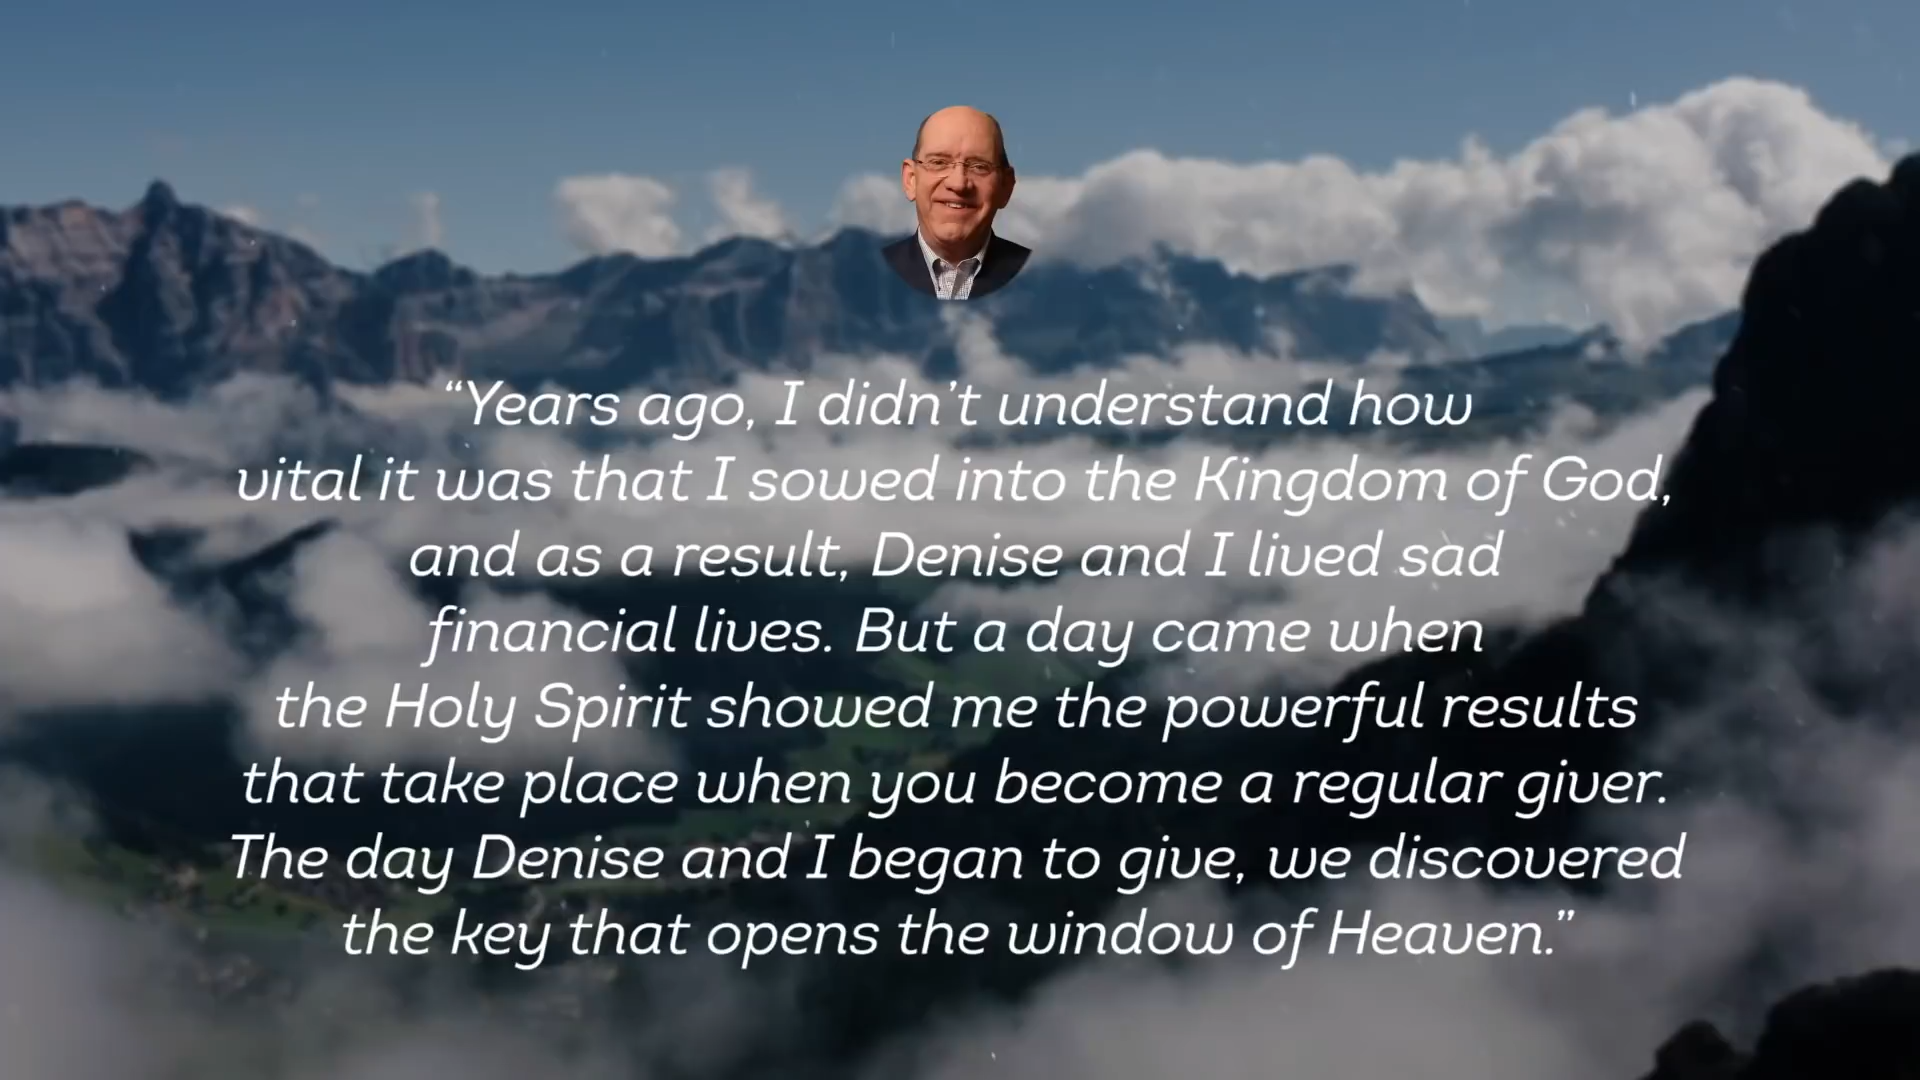 “Years ago, I didn’t understand how
vital it was that I sowed into the Kingdom of God,
and as a result, Denise and I lived sad
financial lives. But a day came when
the Holy Spirit showed me the powerful results
that take place when you become a regular giver.
The day Denise and I began to give, we discovered
the key that opens the window of Heaven.”